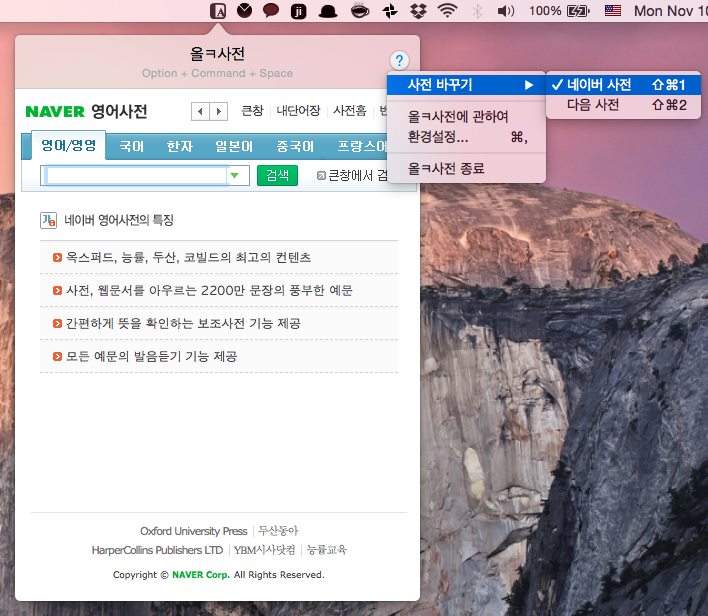 100% Mon Nov 10
ji
A
올ㅋ사전
Option + Command + Space
?
사전 바꾸기
네이버 사전 ⇧⌘1
다음 사전 ⇧⌘2
올ㅋ사전에 관하여
환경설정... ⌘,
올ㅋ사전 종료
NAVER 영어사전
큰창 내단어장 사전홈
영어/영영 국어 한자 일본어 중국어 프랑스어
검색 큰창에서 검
네이버 영어사전의 특징
옥스퍼드, 능률, 두산, 코빌드의 최고의 컨텐츠
사전, 웹문서를 아우르는 2200만 문장의 풍부한 예문
간편하게 뜻을 확인하는 보조사전 기능 제공
모든 예문의 발음듣기 기능 제공
Oxford University Press 두산동아
HarperCollins Publishers LTD YBM시사닷컴 능률교육
Copyright © NAVER Corp. All Rights Reserved.